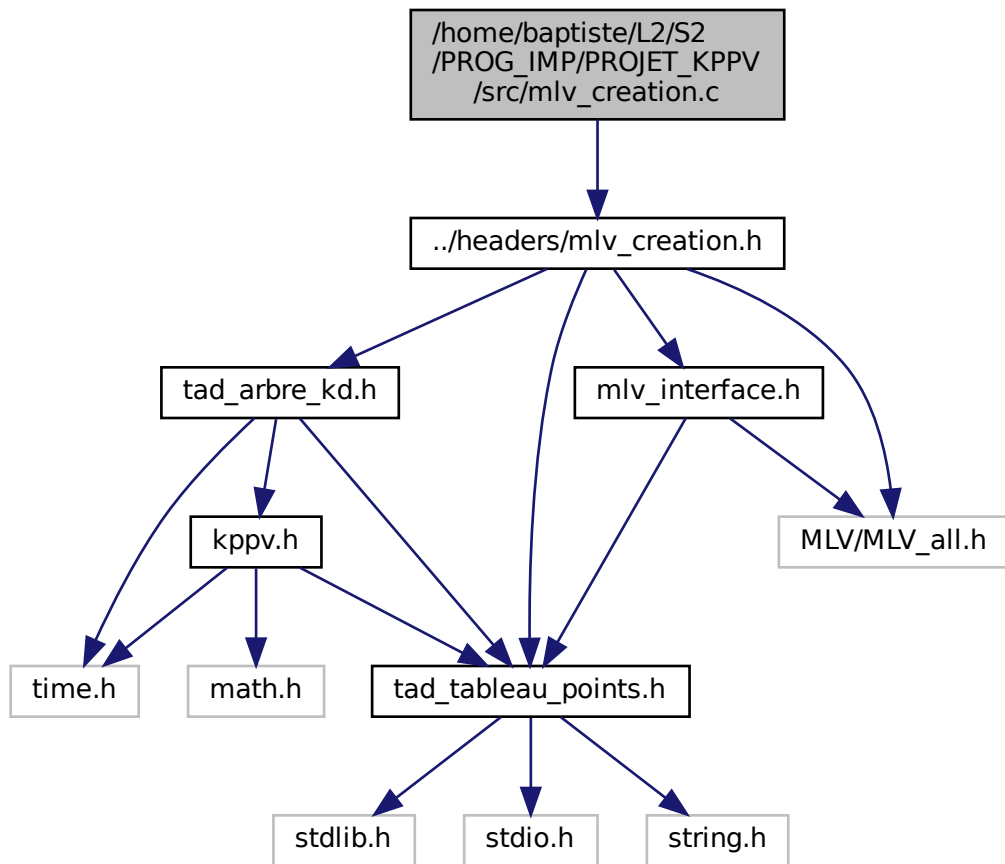 /home/baptiste/L2/S2
/PROG_IMP/PROJET_KPPV
/src/mlv_creation.c
../headers/mlv_creation.h
tad_arbre_kd.h
mlv_interface.h
kppv.h
MLV/MLV_all.h
time.h
math.h
tad_tableau_points.h
stdlib.h
stdio.h
string.h